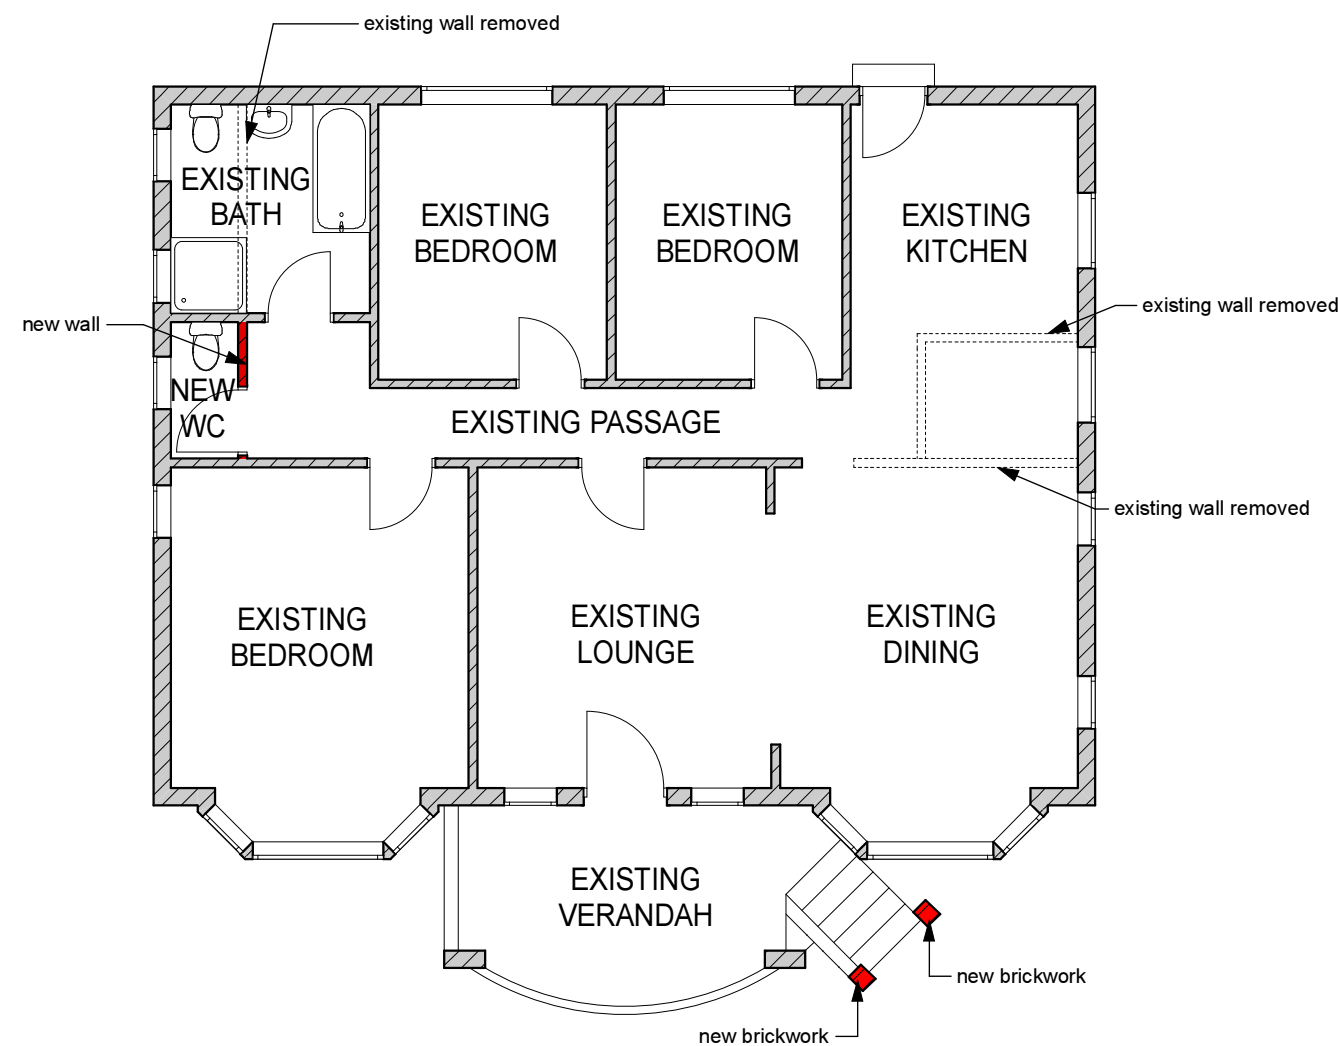 existing wall removed
EXISTING
BATH
EXISTING
BEDROOM
EXISTING
BEDROOM
EXISTING
KITCHEN
existing wall removed
new wall
NEW
WC
EXISTING PASSAGE
existing wall removed
EXISTING
BEDROOM
EXISTING
LOUNGE
EXISTING
DINING
EXISTING
VERANDAH
new brickwork
new brickwork